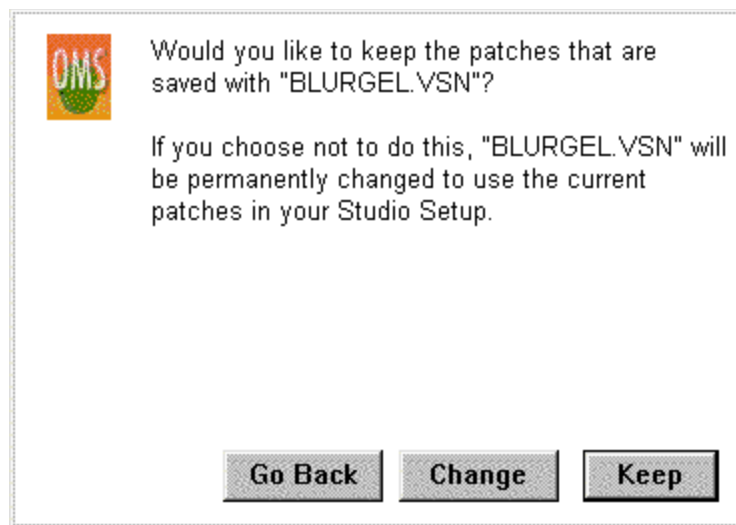 OMS
Would you like to keep the patches that are
saved with "BLURGEL.VSN"?
If you choose not to do this, "BLURGEL.VSN" will
be permanently changed to use the current
patches in your Studio Setup.
Go Back Change Keep